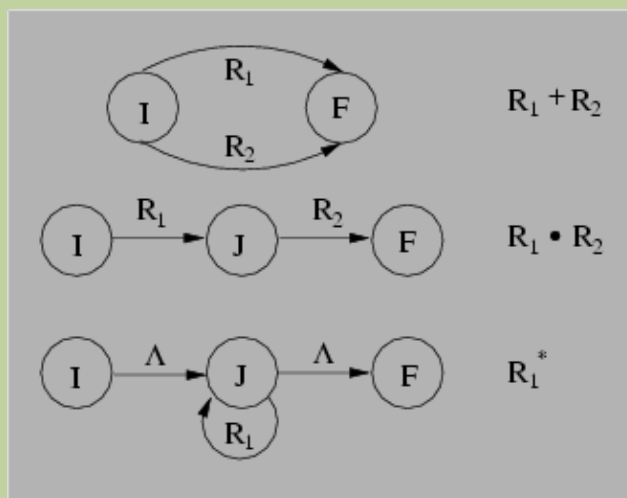 R₁
I F R₁ + R₂
R₂
R₁ R₂
I J F R₁ • R₂
Λ Λ
I J F R₁*
R₁